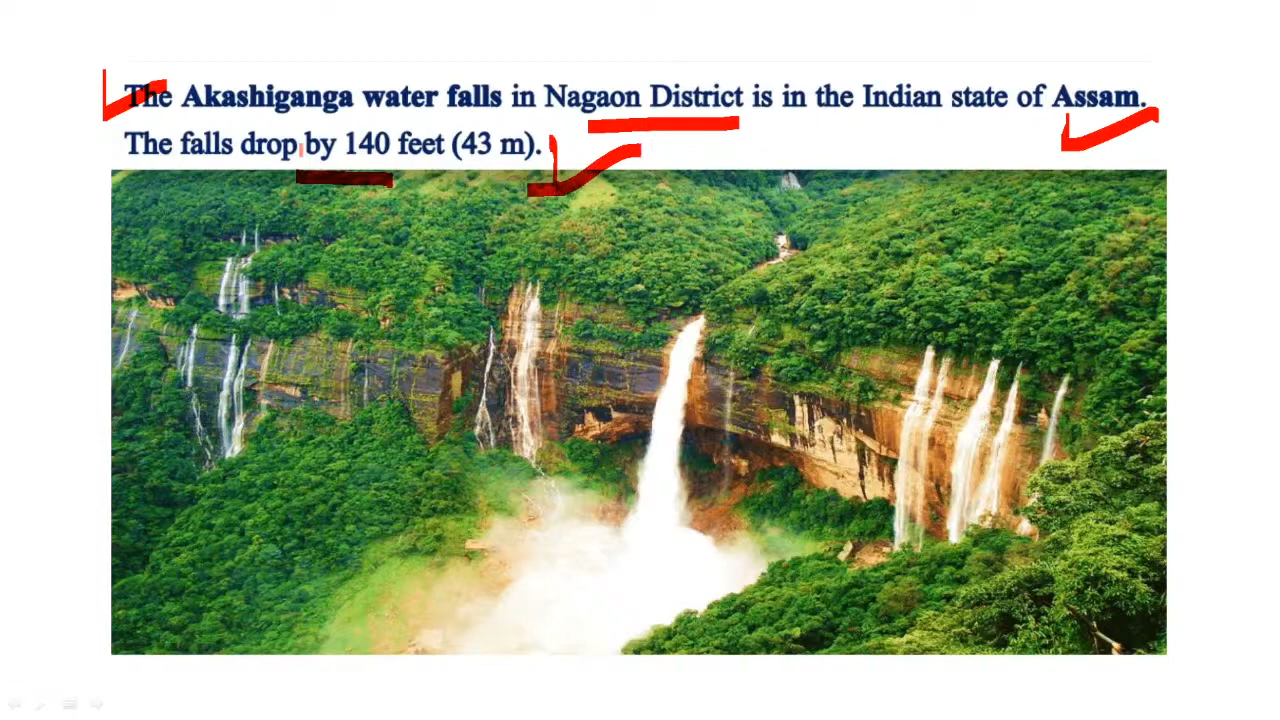 The Akashiganga water falls in Nagaon District is in the Indian state of Assam.
The falls drop by 140 feet (43 m).